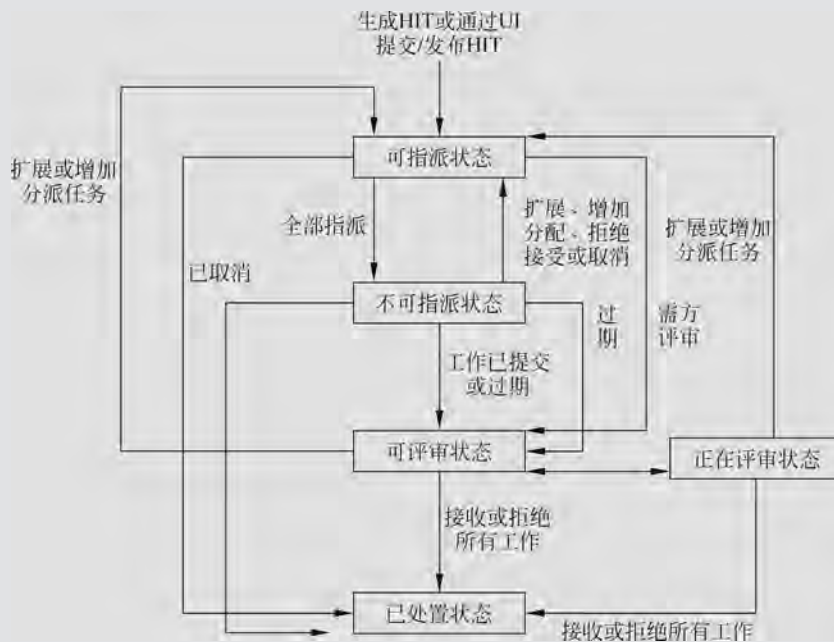 生成HIT或通过UI
提交/发布HIT
可指派状态
扩展或增加
分派任务
全部指派
扩展、增加
分配、拒绝
接受或取消
扩展或增加
分派任务
已取消
不可指派状态
过
期
需方
评审
工作已提交
或过期
可评审状态
正在评审状态
接收或拒绝
所有工作
已处置状态
接收或拒绝所有工作